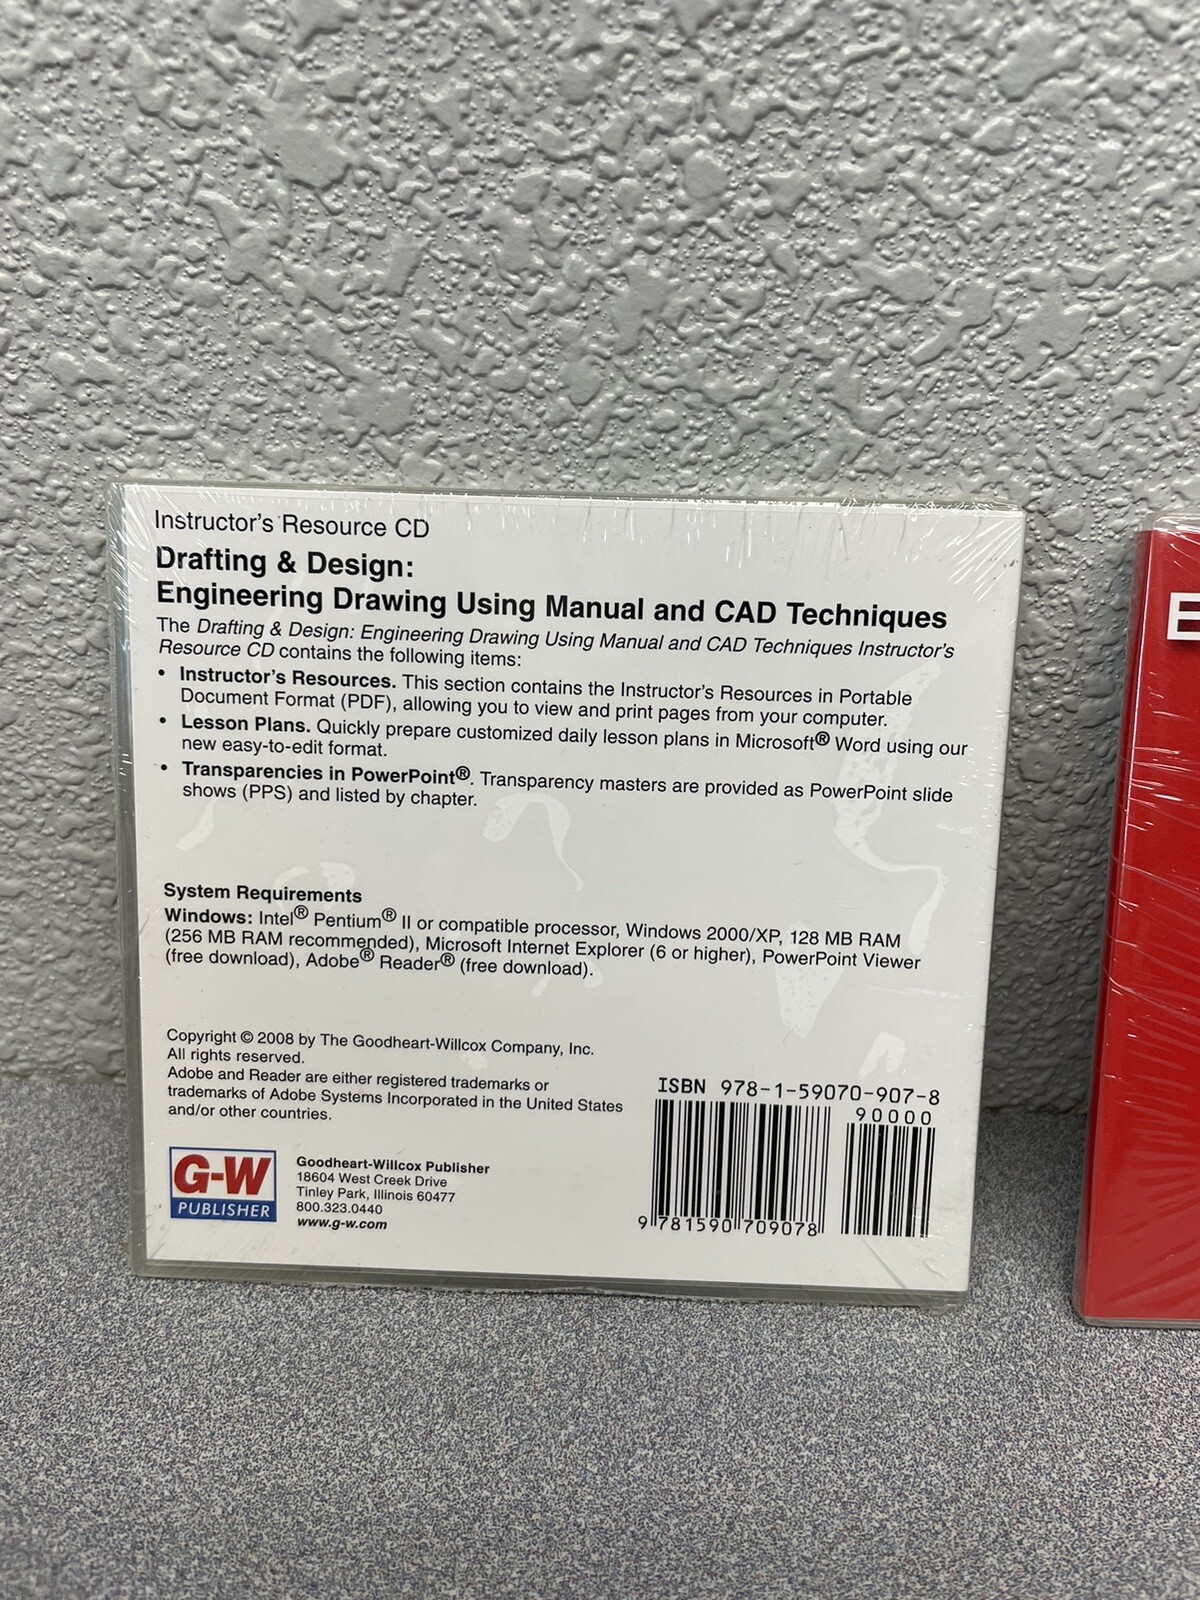 Instructor's Resource CD
Drafting & Design:
Engineering Drawing Using Manual and CAD Techniques
The Drafting & Design: Engineering Drawing Using Manual and CAD Techniques Instructor's
Resource CD contains the following items:
• Instructor's Resources. This section contains the Instructor's Resources in Portable
Document Format (PDF), allowing you to view and print pages from your computer.
• Lesson Plans. Quickly prepare customized daily lesson plans in Microsoft® Word using our
new easy-to-edit format.
• Transparencies in PowerPoint®. Transparency masters are provided as PowerPoint slide
shows (PPS) and listed by chapter.
System Requirements
Windows: Intel® Pentium® II or compatible processor, Windows 2000/XP, 128 MB RAM
(256 MB RAM recommended), Microsoft Internet Explorer (6 or higher), PowerPoint Viewer
(free download), Adobe® Reader® (free download).
Copyright © 2008 by The Goodheart-Willcox Company, Inc.
All rights reserved.
Adobe and Reader are either registered trademarks or
trademarks of Adobe Systems Incorporated in the United States
and/or other countries.
G-W
PUBLISHER
Goodheart-Willcox Publisher
18604 West Creek Drive
Tinley Park, Illinois 60477
800.323.0440
www.g-w.com
ISBN 978-1-59070-907-8
90000
9 781590 709078
E